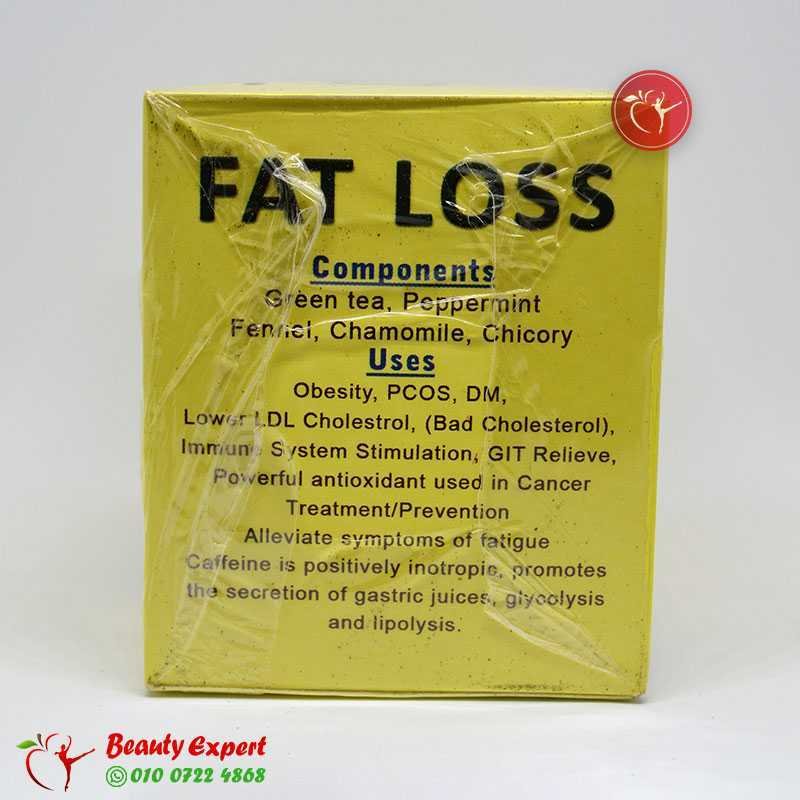 FAT LOSS
Components
Green tea, Peppermint
Fennel, Chamomile, Chicory
Uses
Obesity, PCOS, DM,
Lower LDL Cholestrol, (Bad Cholesterol),
Immune System Stimulation, GIT Relieve,
Powerful antioxidant used in Cancer
Treatment/Prevention
Alleviate symptoms of fatigue
Caffeine is positively inotropic, promotes
the secretion of gastric juices, glycolysis
and lipolysis.
Beauty Expert
010 0722 4868